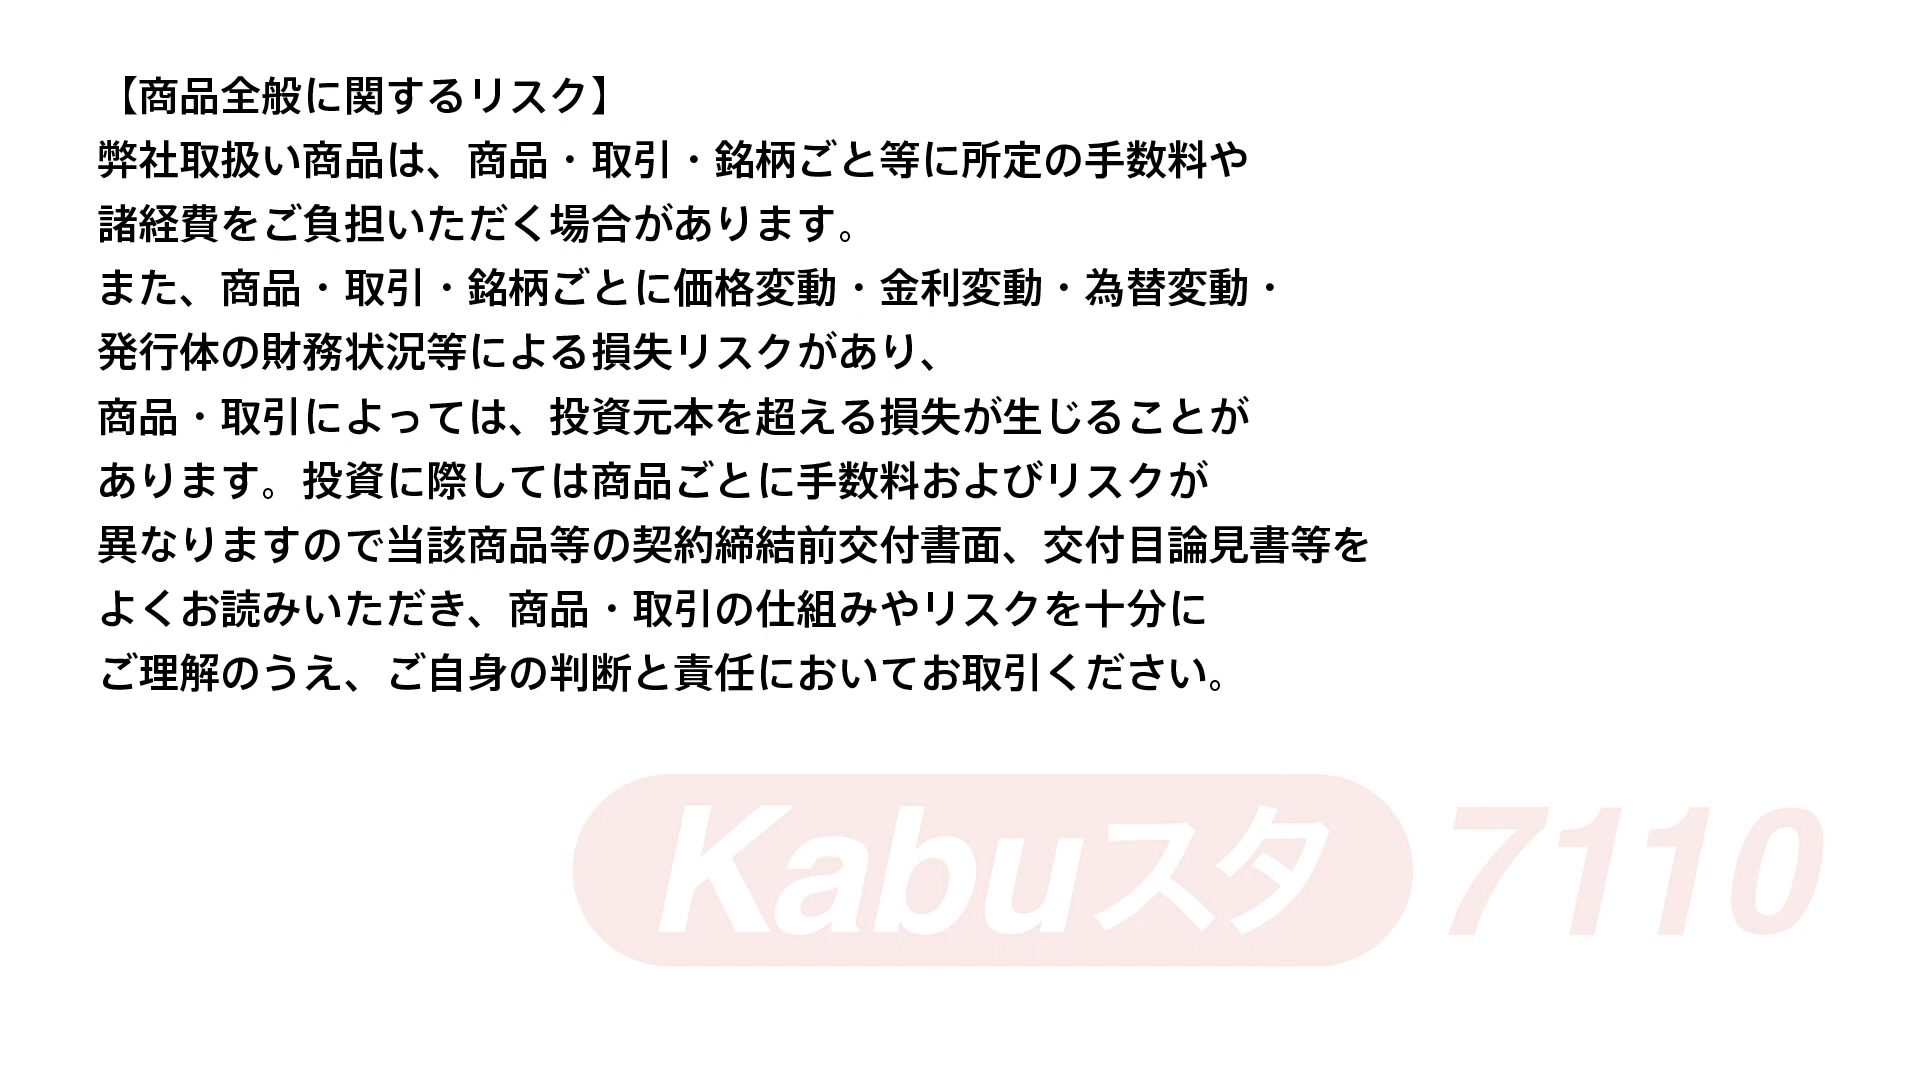 【商品全般に関するリスク】
弊社取扱い商品は、商品・取引・銘柄ごと等に所定の手数料や
諸経費をご負担いただく場合があります。
また、商品・取引・銘柄ごとに価格変動・金利変動・為替変動・
発行体の財務状況等による損失リスクがあり、
商品・取引によっては、投資元本を超える損失が生じることが
あります。投資に際しては商品ごとに手数料およびリスクが
異なりますので当該商品等の契約締結前交付書面、交付目論見書等を
よくお読みいただき、商品・取引の仕組みやリスクを十分に
ご理解のうえ、ご自身の判断と責任においてお取引ください。
Kabuスタ 7110